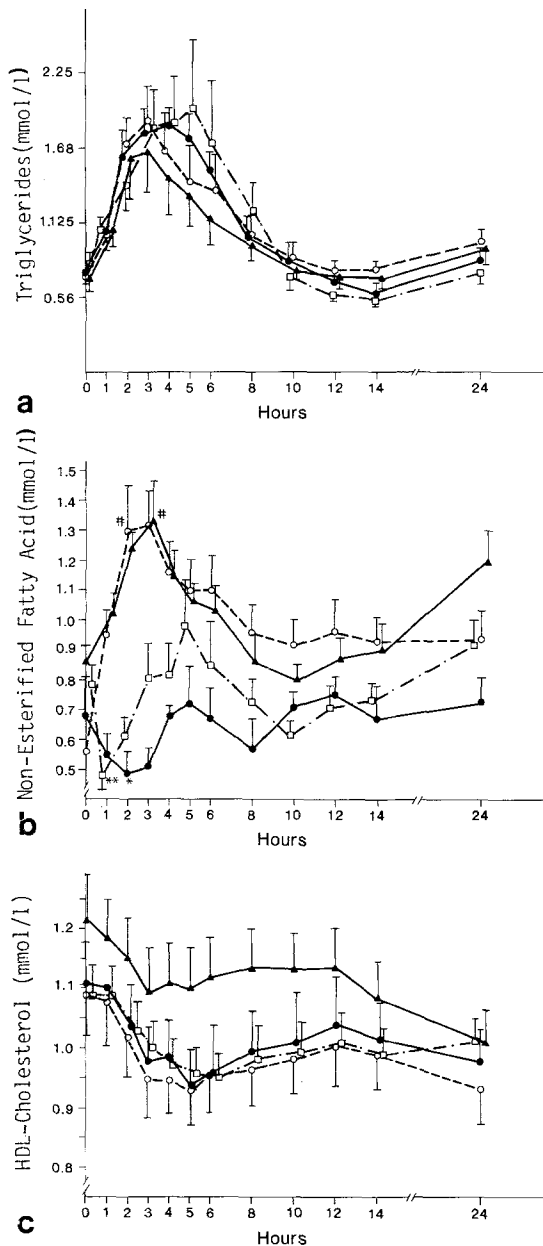 Triglycerides (mmol/l)
2.25
1.68
1.125
0.56
0 1 2 3 4 5 6 8 10 12 14 24
Hours
a
Non-Esterified Fatty Acid (mmol/l)
1.5
1.4
1.3
1.2
1.1
1.0
0.9
0.8
0.7
0.6
0.5
#
#
**
*
0 1 2 3 4 5 6 8 10 12 14 24
Hours
b
HDL-Cholesterol (mmol/l)
1.2
1.1
1.0
0.9
0.8
0 1 2 3 4 5 6 8 10 12 14 24
Hours
c